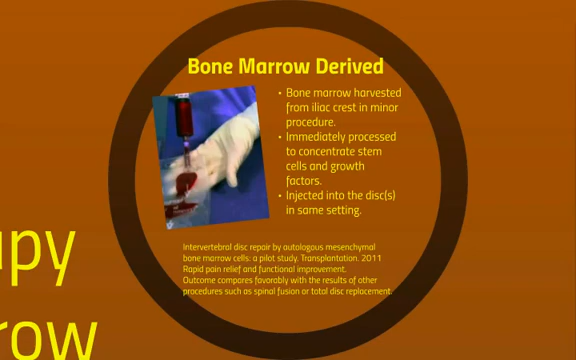 Bone Marrow Derived
• Bone marrow harvested
from iliac crest in minor
procedure.
• Immediately processed
to concentrate stem
cells and growth
factors.
• Injected into the disc(s)
in same setting.
Intervertebral disc repair by autologous mesenchymal
bone marrow cells: a pilot study. Transplantation. 2011
Rapid pain relief and functional improvement.
Outcome compares favorably with the results of other
procedures such as spinal fusion or total disc replacement.
apy
row